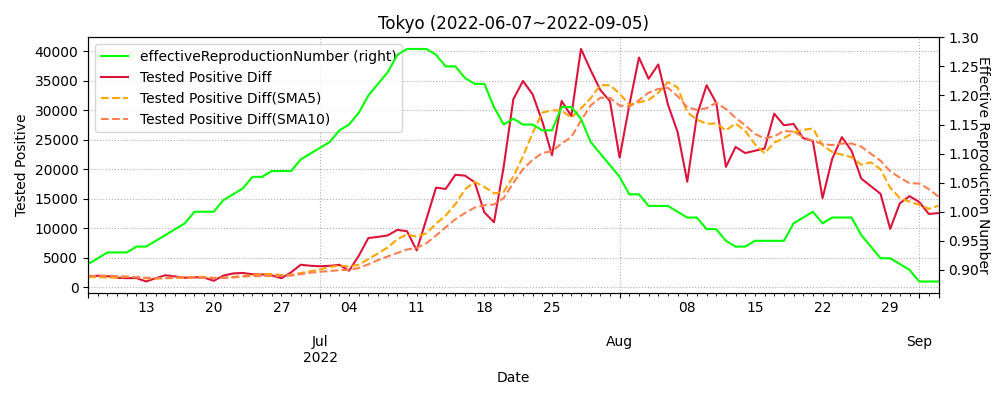 Tokyo (2022-06-07~2022-09-05)
effectiveReproductionNumber (right)
Tested Positive Diff
Tested Positive Diff(SMA5)
Tested Positive Diff(SMA10)
Tested Positive
40000
35000
30000
25000
20000
15000
10000
5000
0
1.30
1.25
1.20
1.15
1.10
1.05
1.00
0.95
0.90
Effective Reproduction Number
13 20 27 04 11 18 25 08 15 22 29
Jul Aug Sep
2022
Date